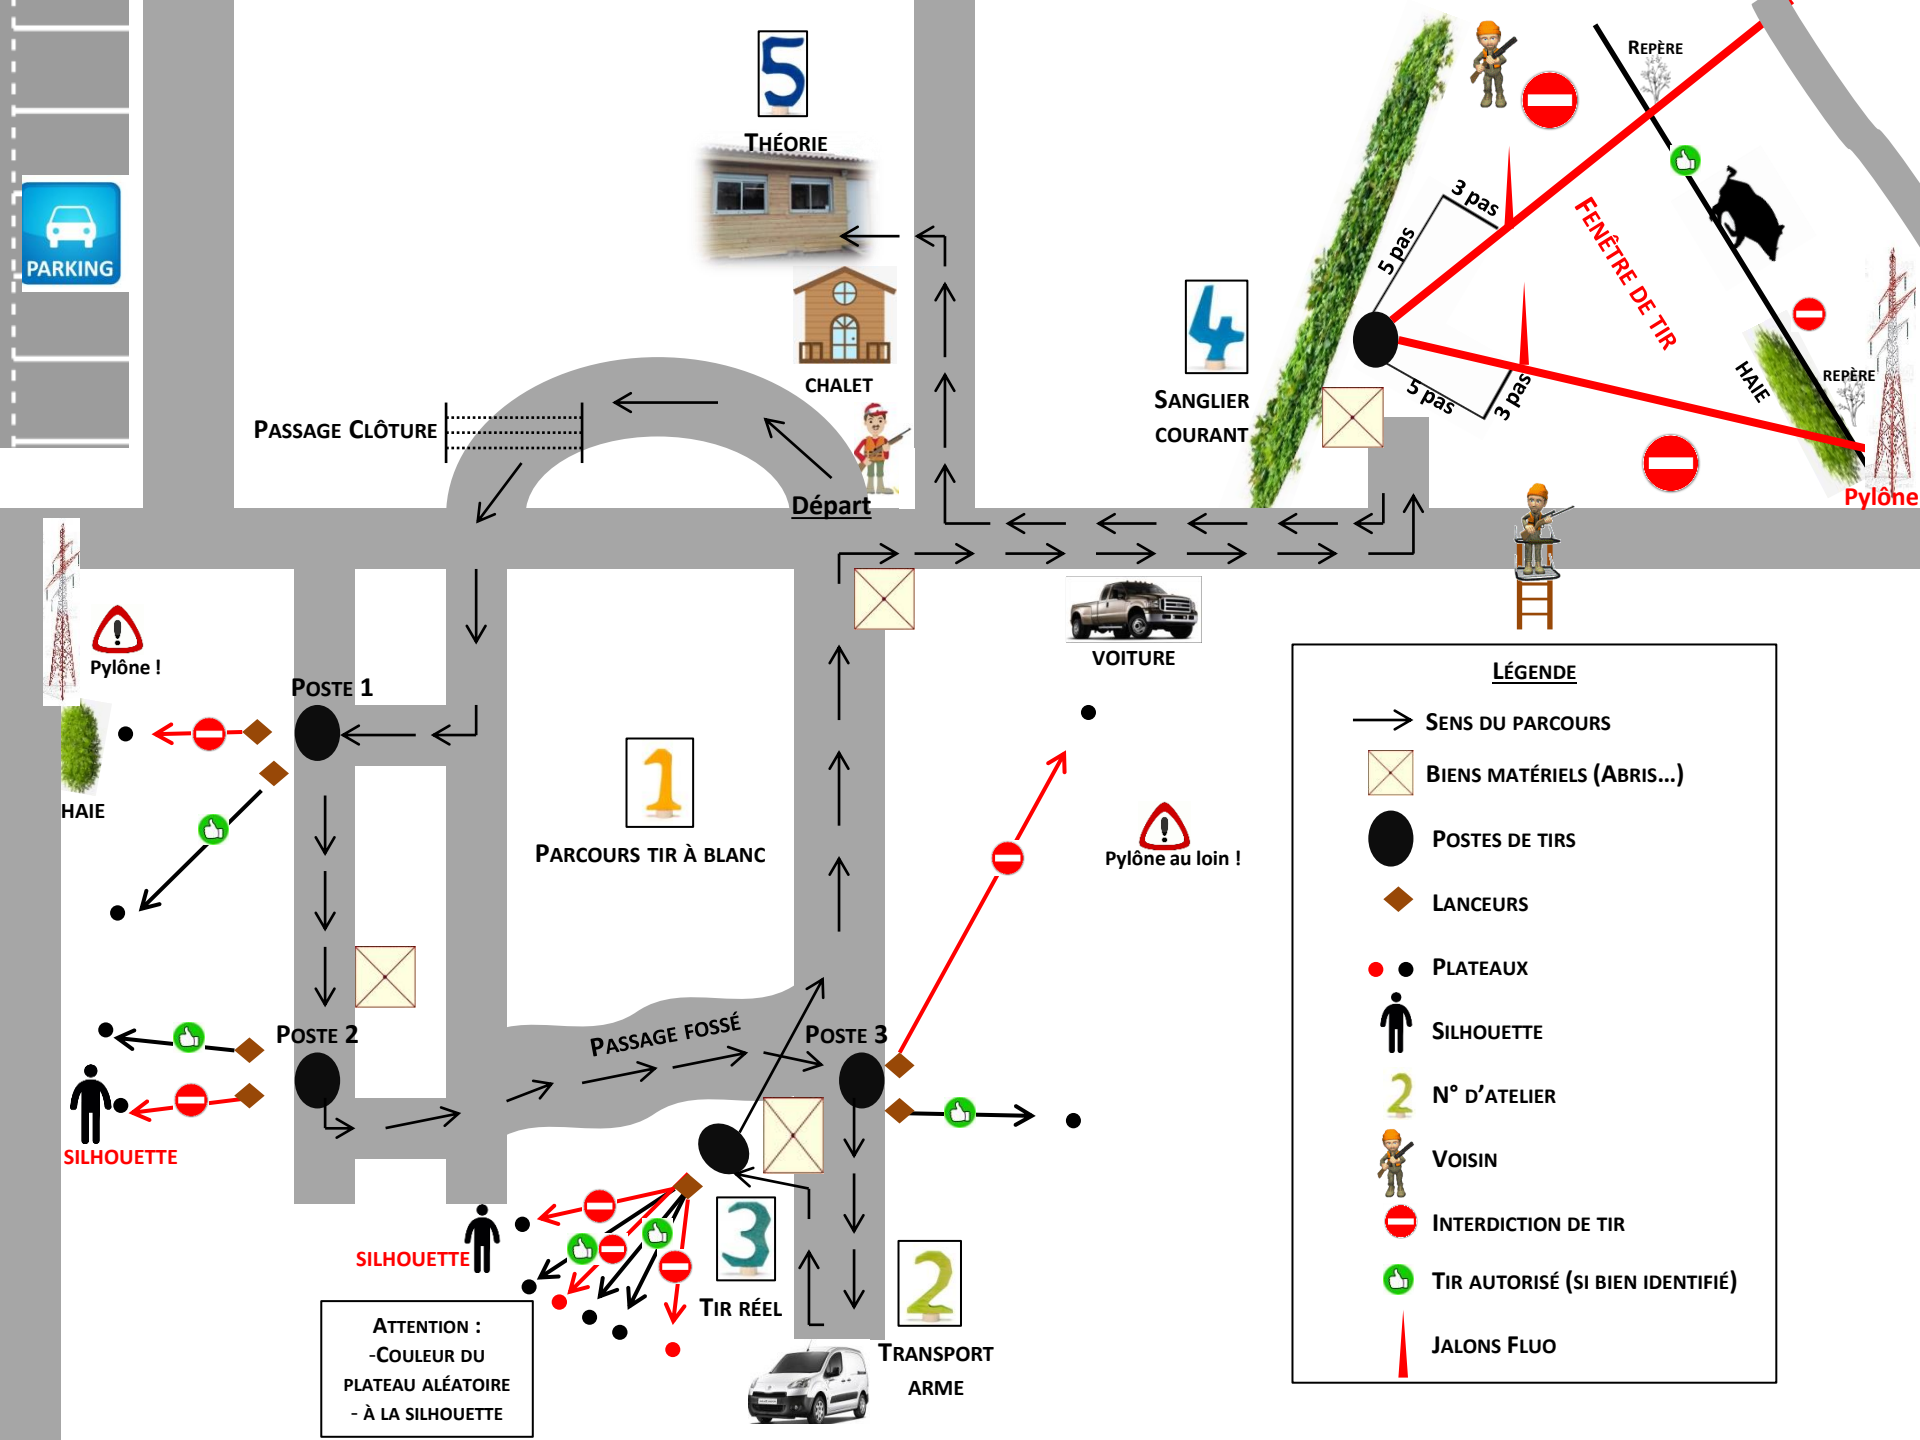 5
THÉORIE
PARKING
CHALET
PASSAGE CLÔTURE
Départ
4
SANGLIER
COURANT
REPÈRE
3 pas
5 pas
FENÊTRE DE TIR
5 pas
3 pas
HAIE
REPÈRE
Pylône
Pylône !
HAIE
POSTE 1
1
PARCOURS TIR À BLANC
VOITURE
Pylône au loin !
POSTE 2
SILHOUETTE
PASSAGE FOSSÉ
POSTE 3
SILHOUETTE
3
TIR RÉEL
2
TRANSPORT
ARME
ATTENTION :
-COULEUR DU
PLATEAU ALÉATOIRE
- À LA SILHOUETTE
LÉGENDE
SENS DU PARCOURS
BIENS MATÉRIELS (ABRIS...)
POSTES DE TIRS
LANCEURS
PLATEAUX
SILHOUETTE
2
N° D'ATELIER
VOISIN
INTERDICTION DE TIR
TIR AUTORISÉ (SI BIEN IDENTIFIÉ)
JALONS FLUO